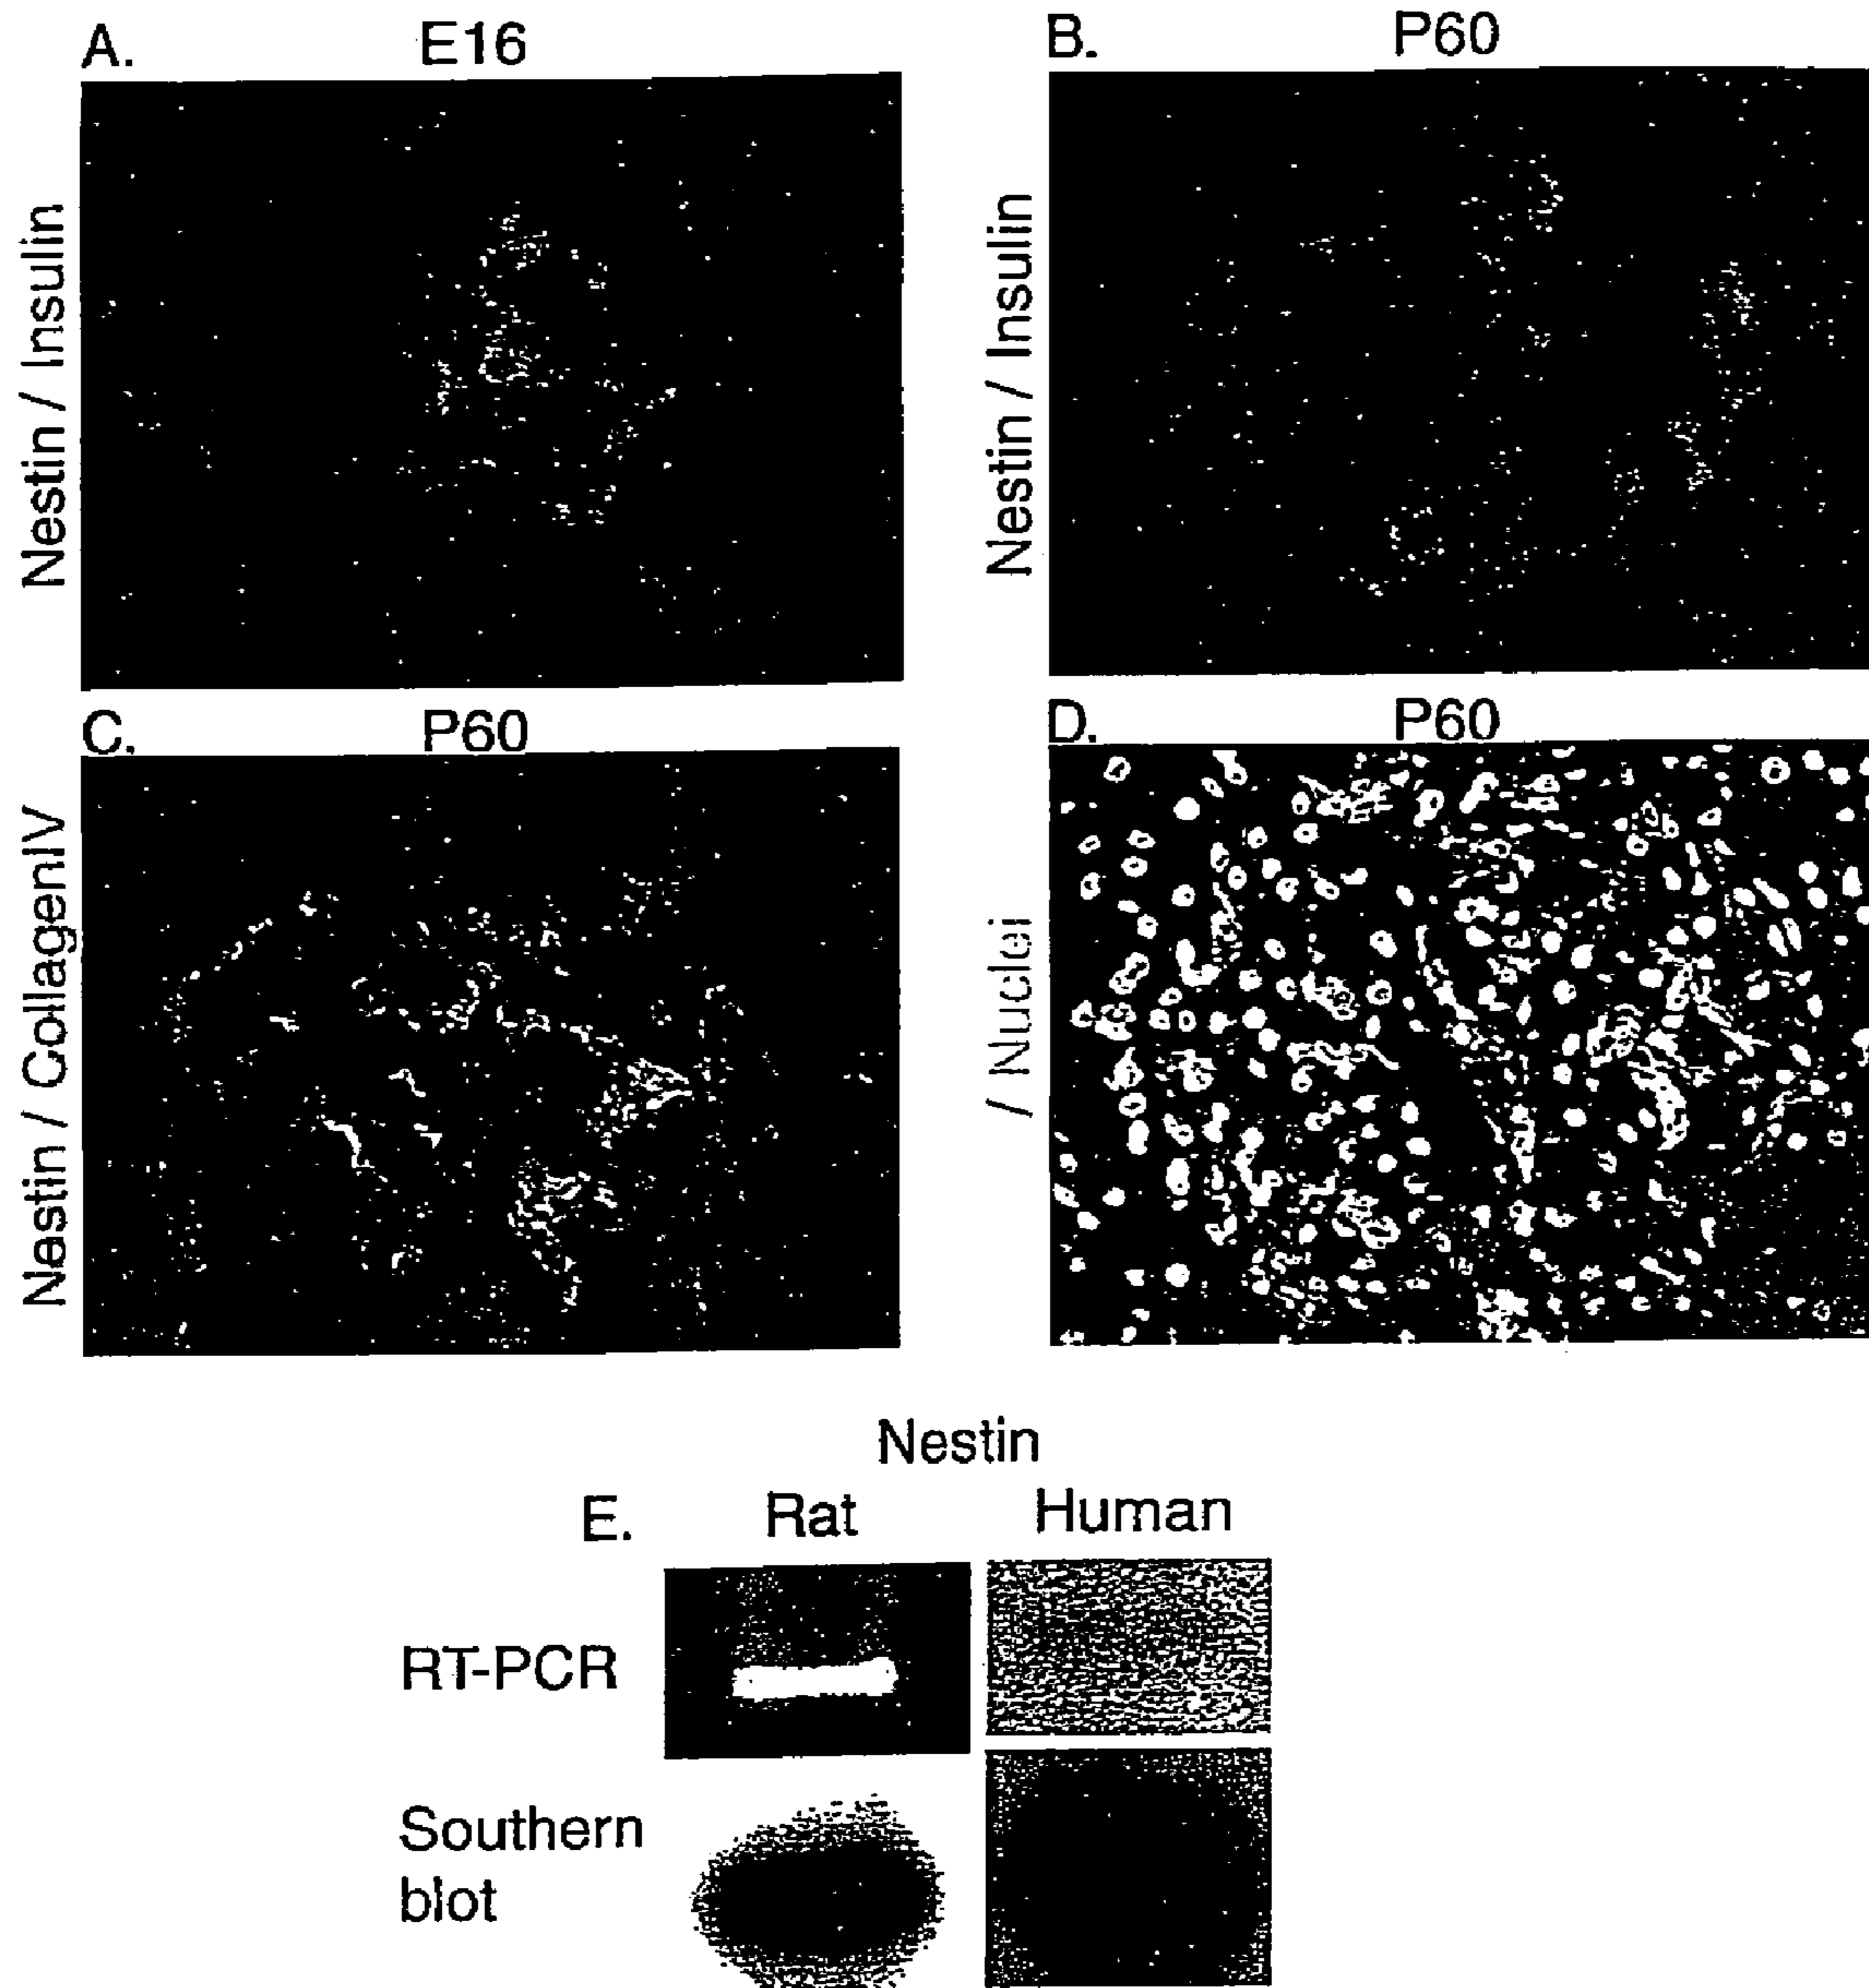 A. E16
Nestin / Insulin
B. P60
Nestin / Insulin
C. P60
Nestin / CollagenIV
D. P60
/ Nuclei
Nestin
E. Rat Human
RT-PCR
Southern
blot